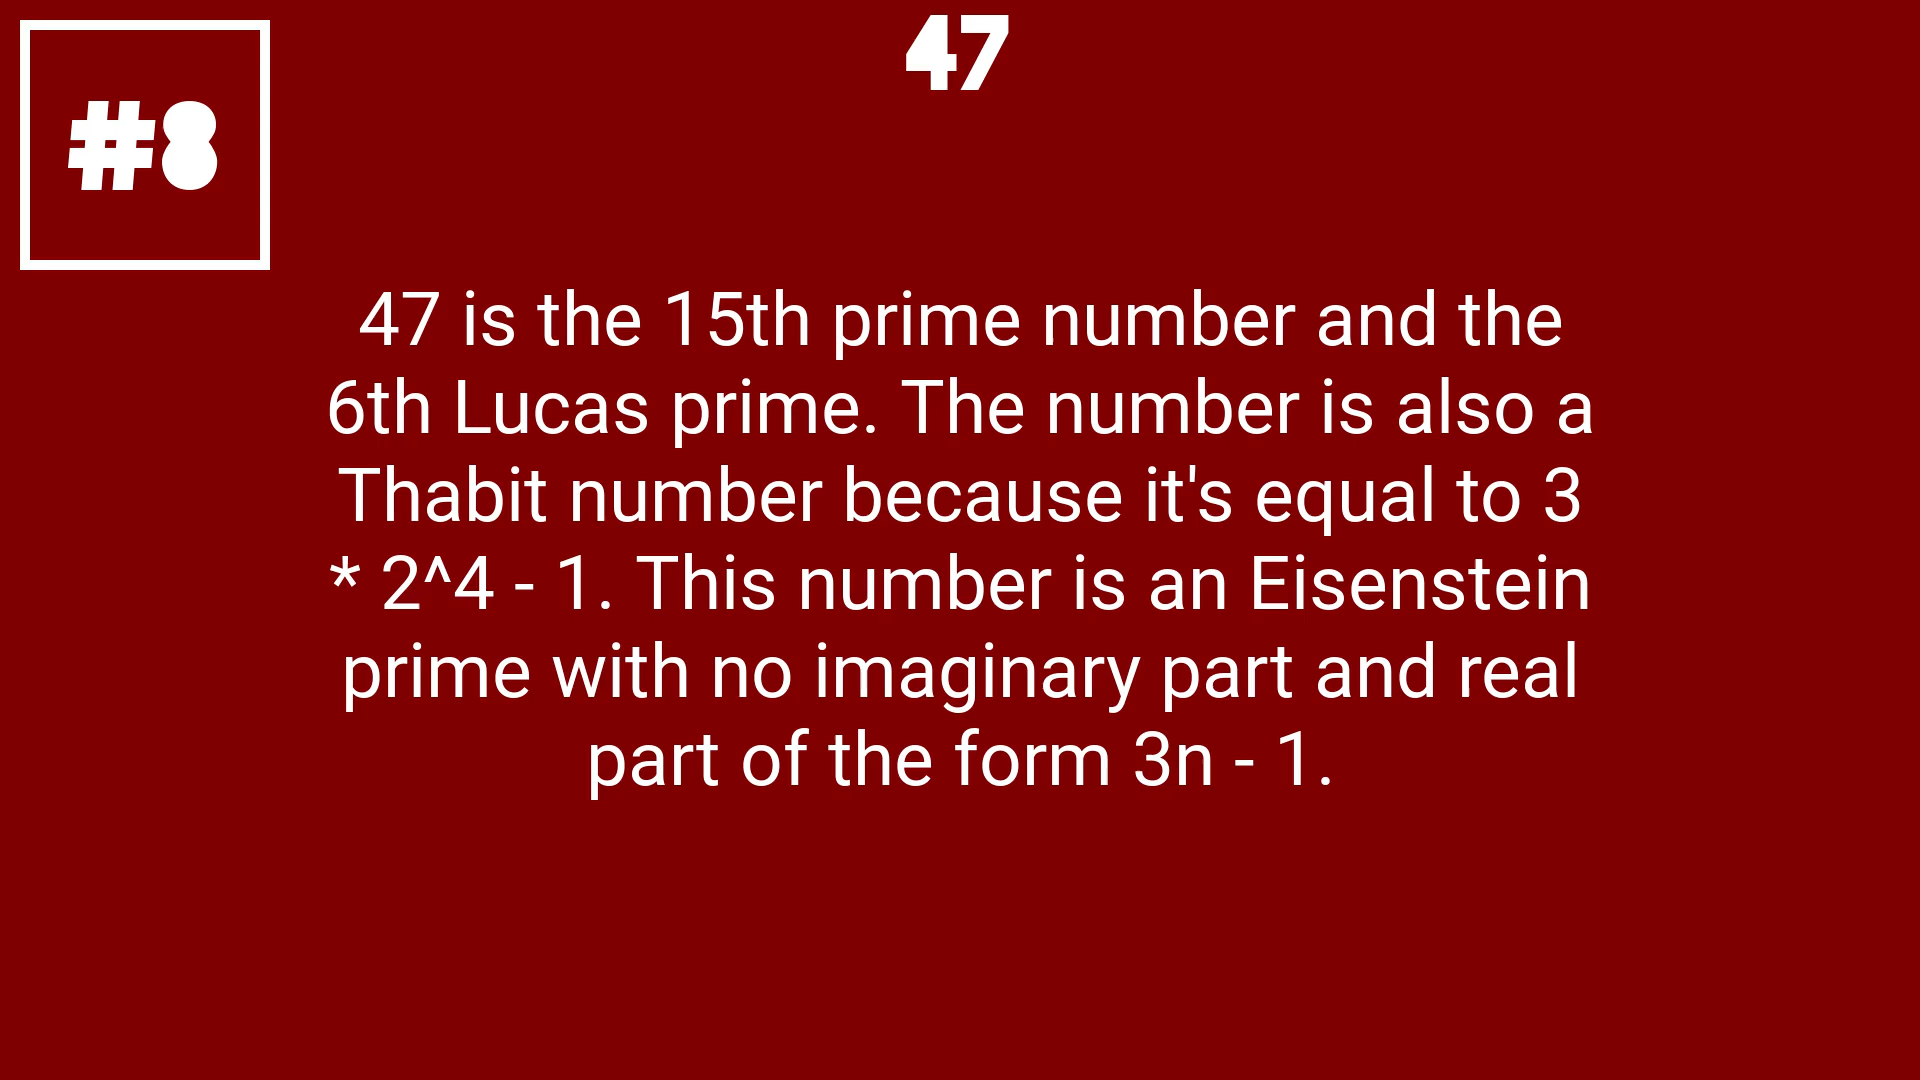 #8
47
47 is the 15th prime number and the
6th Lucas prime. The number is also a
Thabit number because it's equal to 3
* 2^4 - 1. This number is an Eisenstein
prime with no imaginary part and real
part of the form 3n - 1.